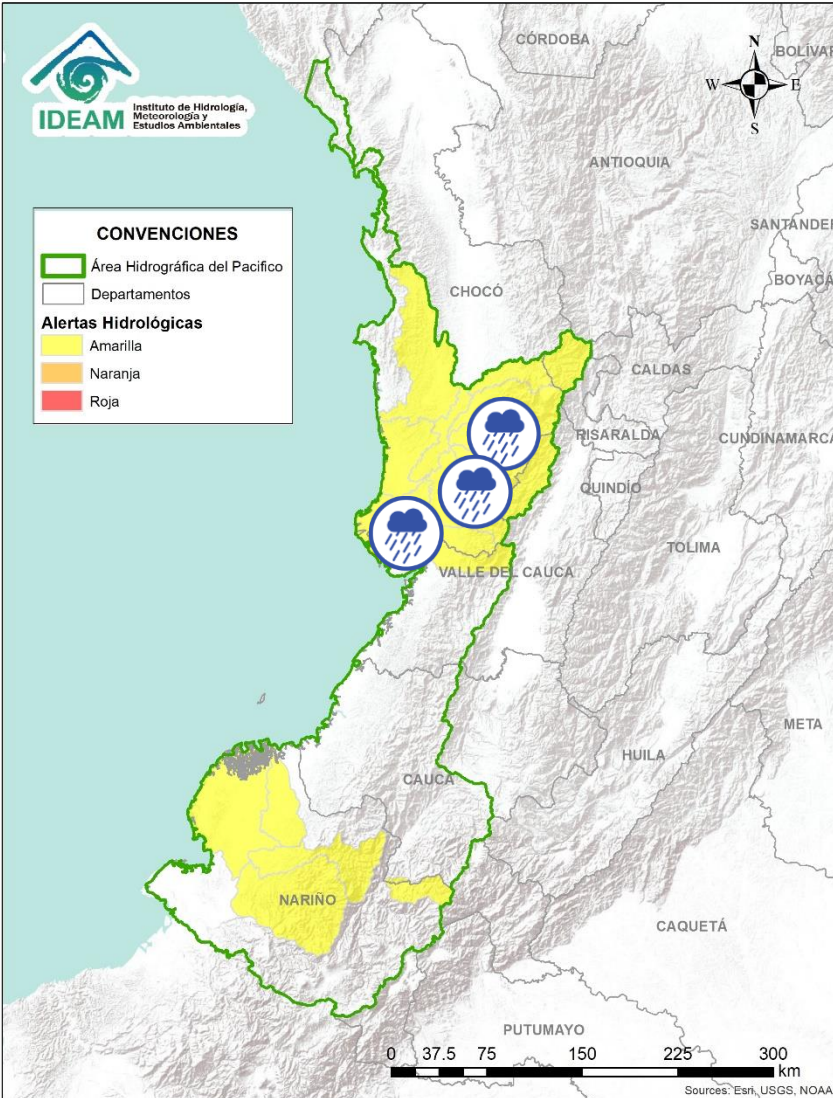 IDEAM
Instituto de Hidrología,
Meteorología y
Estudios Ambientales
CÓRDOBA
BOLÍVAR
N
W
E
S
ANTIOQUIA
SANTANDER
BOYACÁ
CONVENCIONES
Área Hidrográfica del Pacifico
Departamentos
Alertas Hidrológicas
Amarilla
Naranja
Roja
CHOCÓ
CALDAS
RISARALDA
CUNDINAMARCA
QUINDÍO
TOLIMA
VALLE DEL CAUCA
META
HUILA
CAUCA
NARIÑO
CAQUETÁ
PUTUMAYO
0 37.5 75 150 225 300
km
Sources: Esri, USGS, NOAA